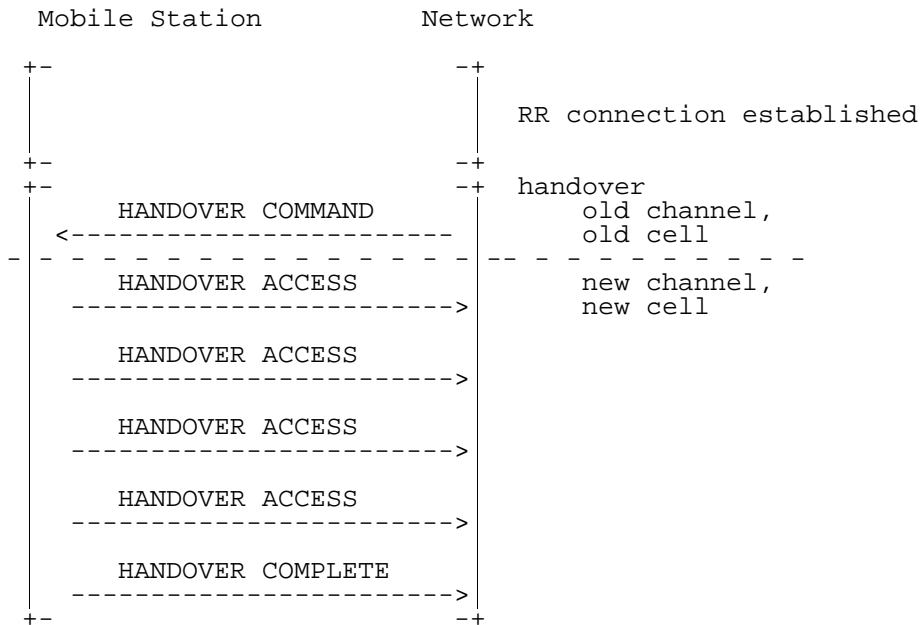 Mobile Station Network
RR connection established
handover
HANDOVER COMMAND old channel,
old cell
HANDOVER ACCESS new channel,
new cell
HANDOVER ACCESS
HANDOVER ACCESS
HANDOVER ACCESS
HANDOVER COMPLETE